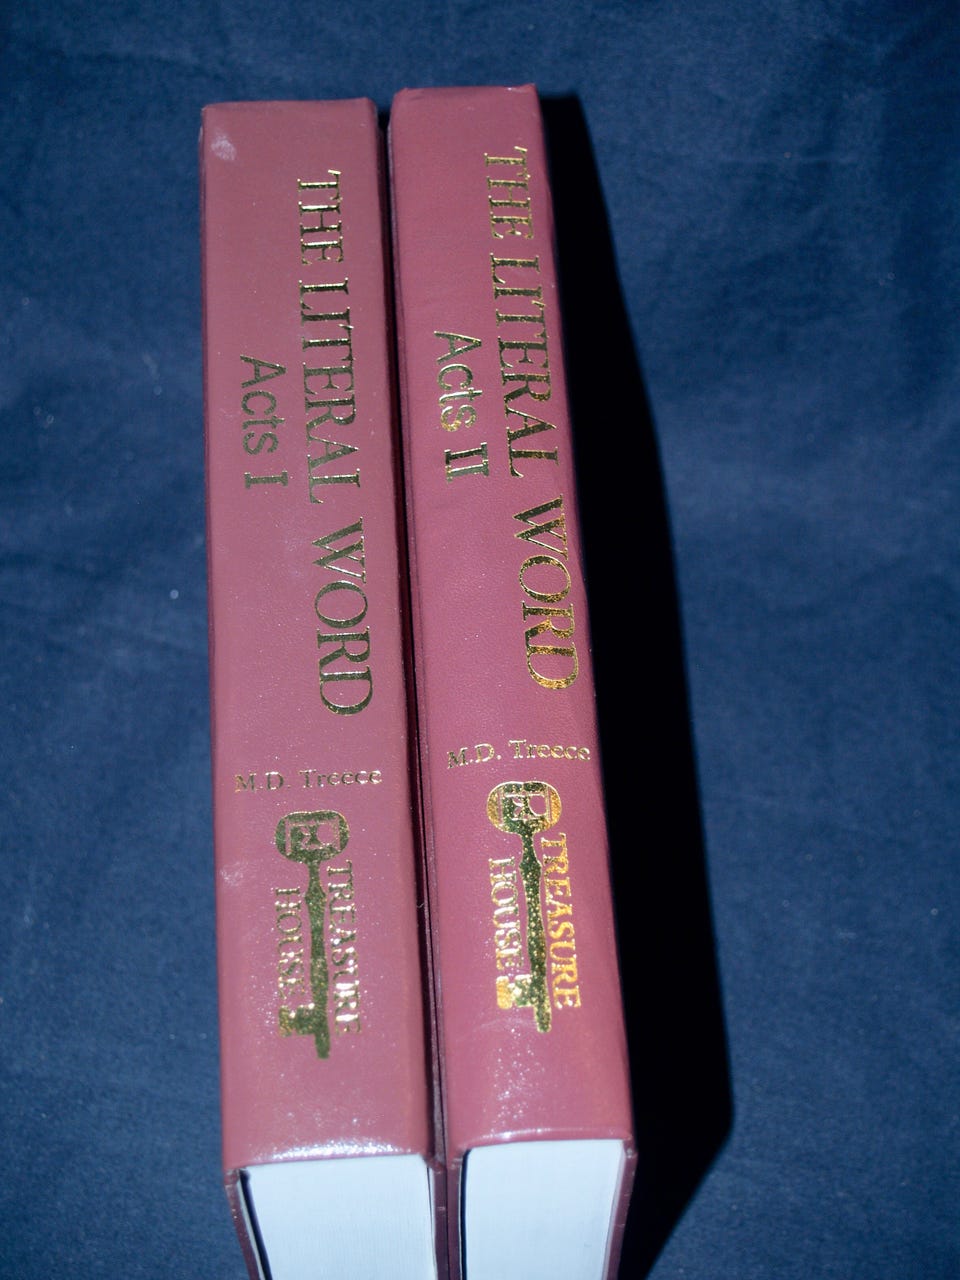 THE LITERAL WORD
Acts I
M.D. Treece
TREASURE
HOUSE
THE LITERAL WORD
Acts II
M.D. Treece
TREASURE
HOUSE